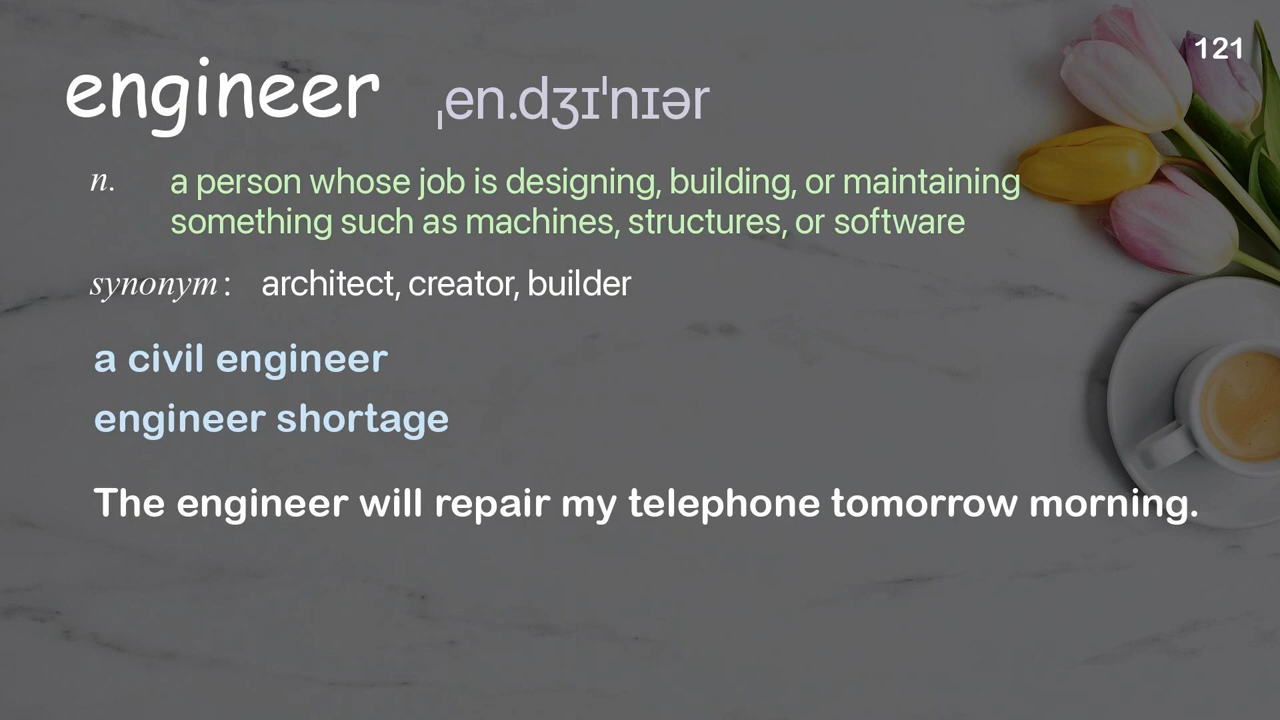 121
engineer ˌen.dʒɪˈnɪər
n. a person whose job is designing, building, or maintaining
something such as machines, structures, or software
synonym : architect, creator, builder
a civil engineer
engineer shortage
The engineer will repair my telephone tomorrow morning.